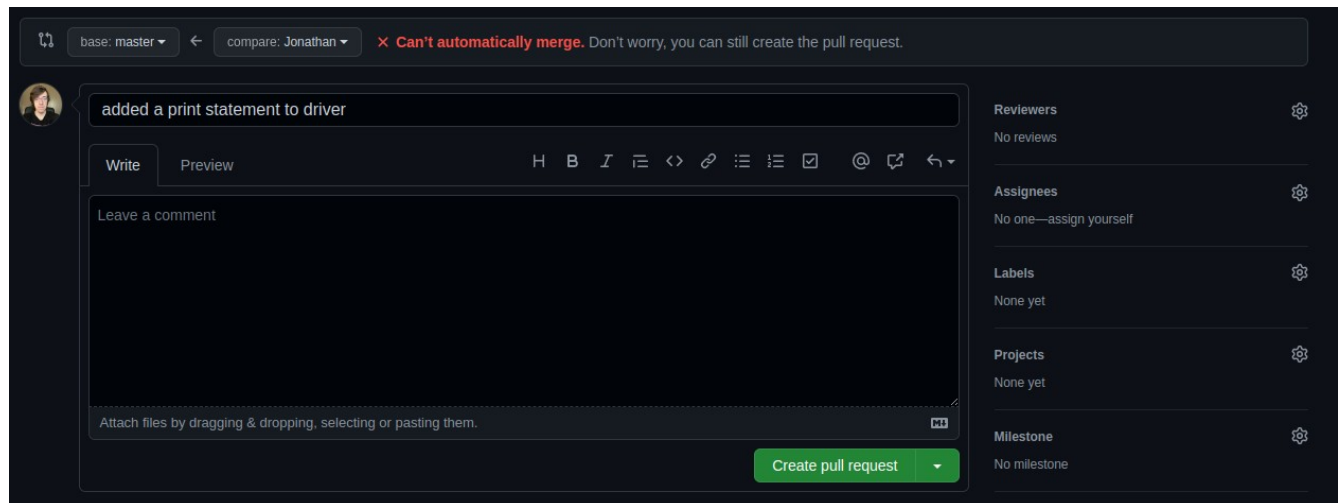 base: master compare: Jonathan Can’t automatically merge. Don’t worry, you can still create the pull request.
added a print statement to driver
Write Preview
Leave a comment
Attach files by dragging & dropping, selecting or pasting them.
Create pull request
Reviewers
No reviews
Assignees
No one—assign yourself
Labels
None yet
Projects
None yet
Milestone
No milestone